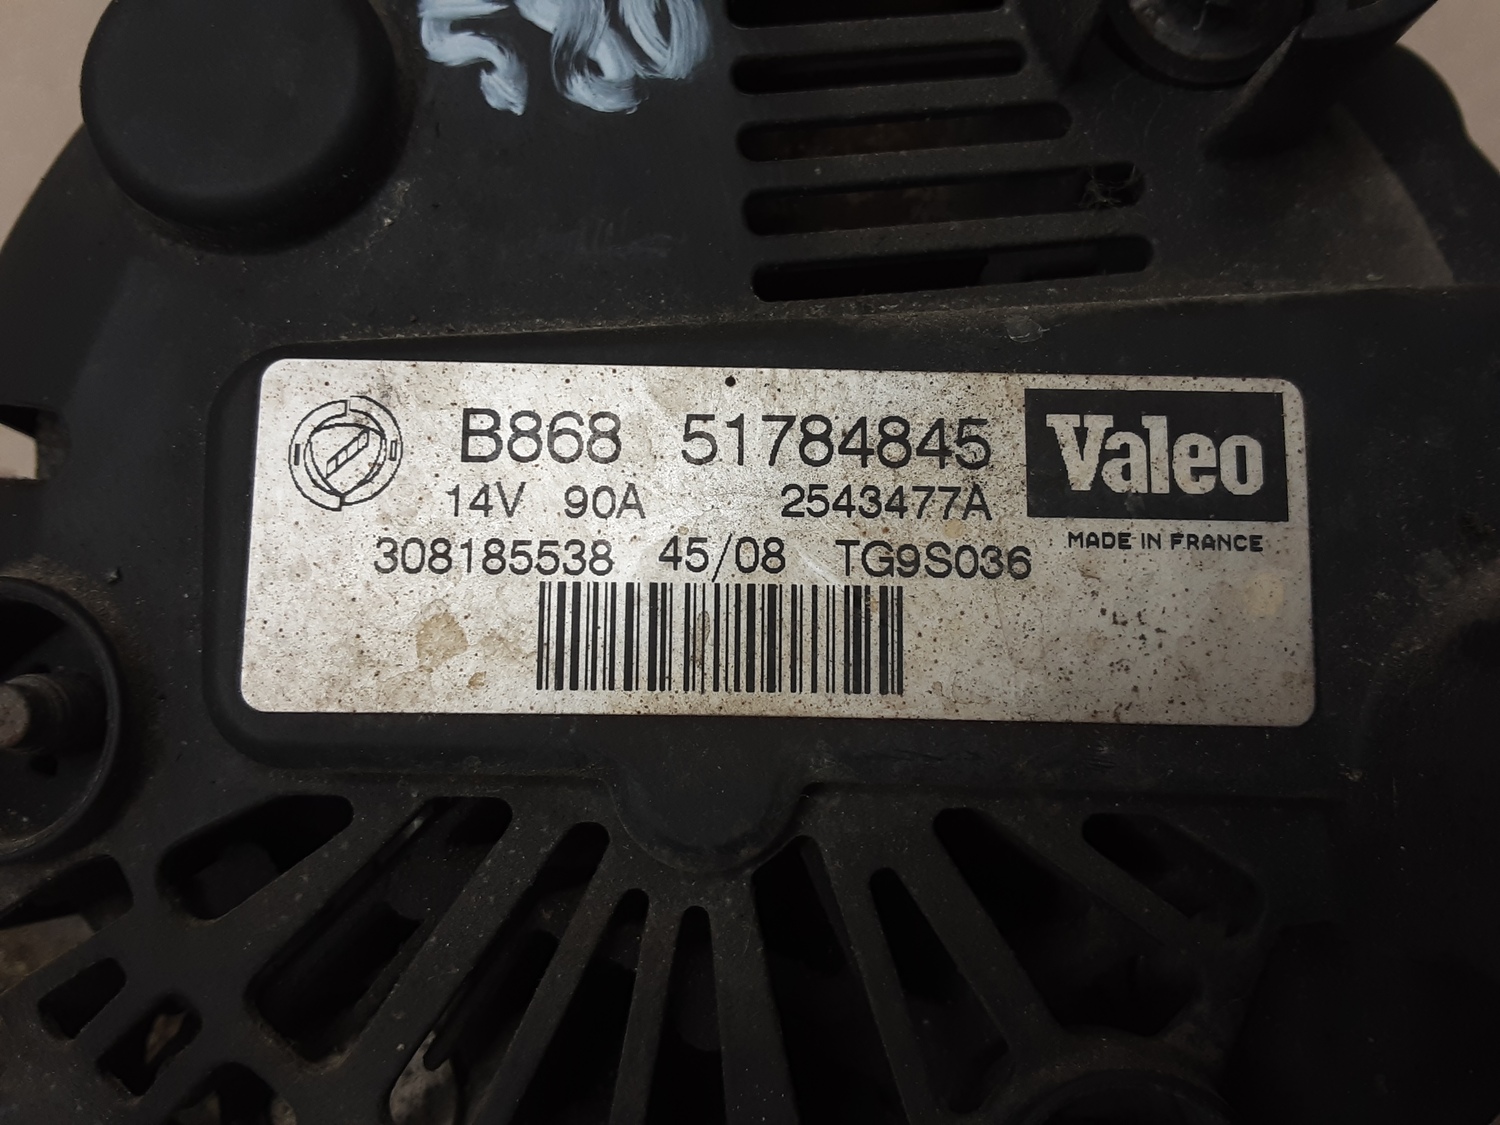 B868 51784845
Valeo
14V 90A 2543477A
MADE IN FRANCE
308185538 45/08 TG9S036